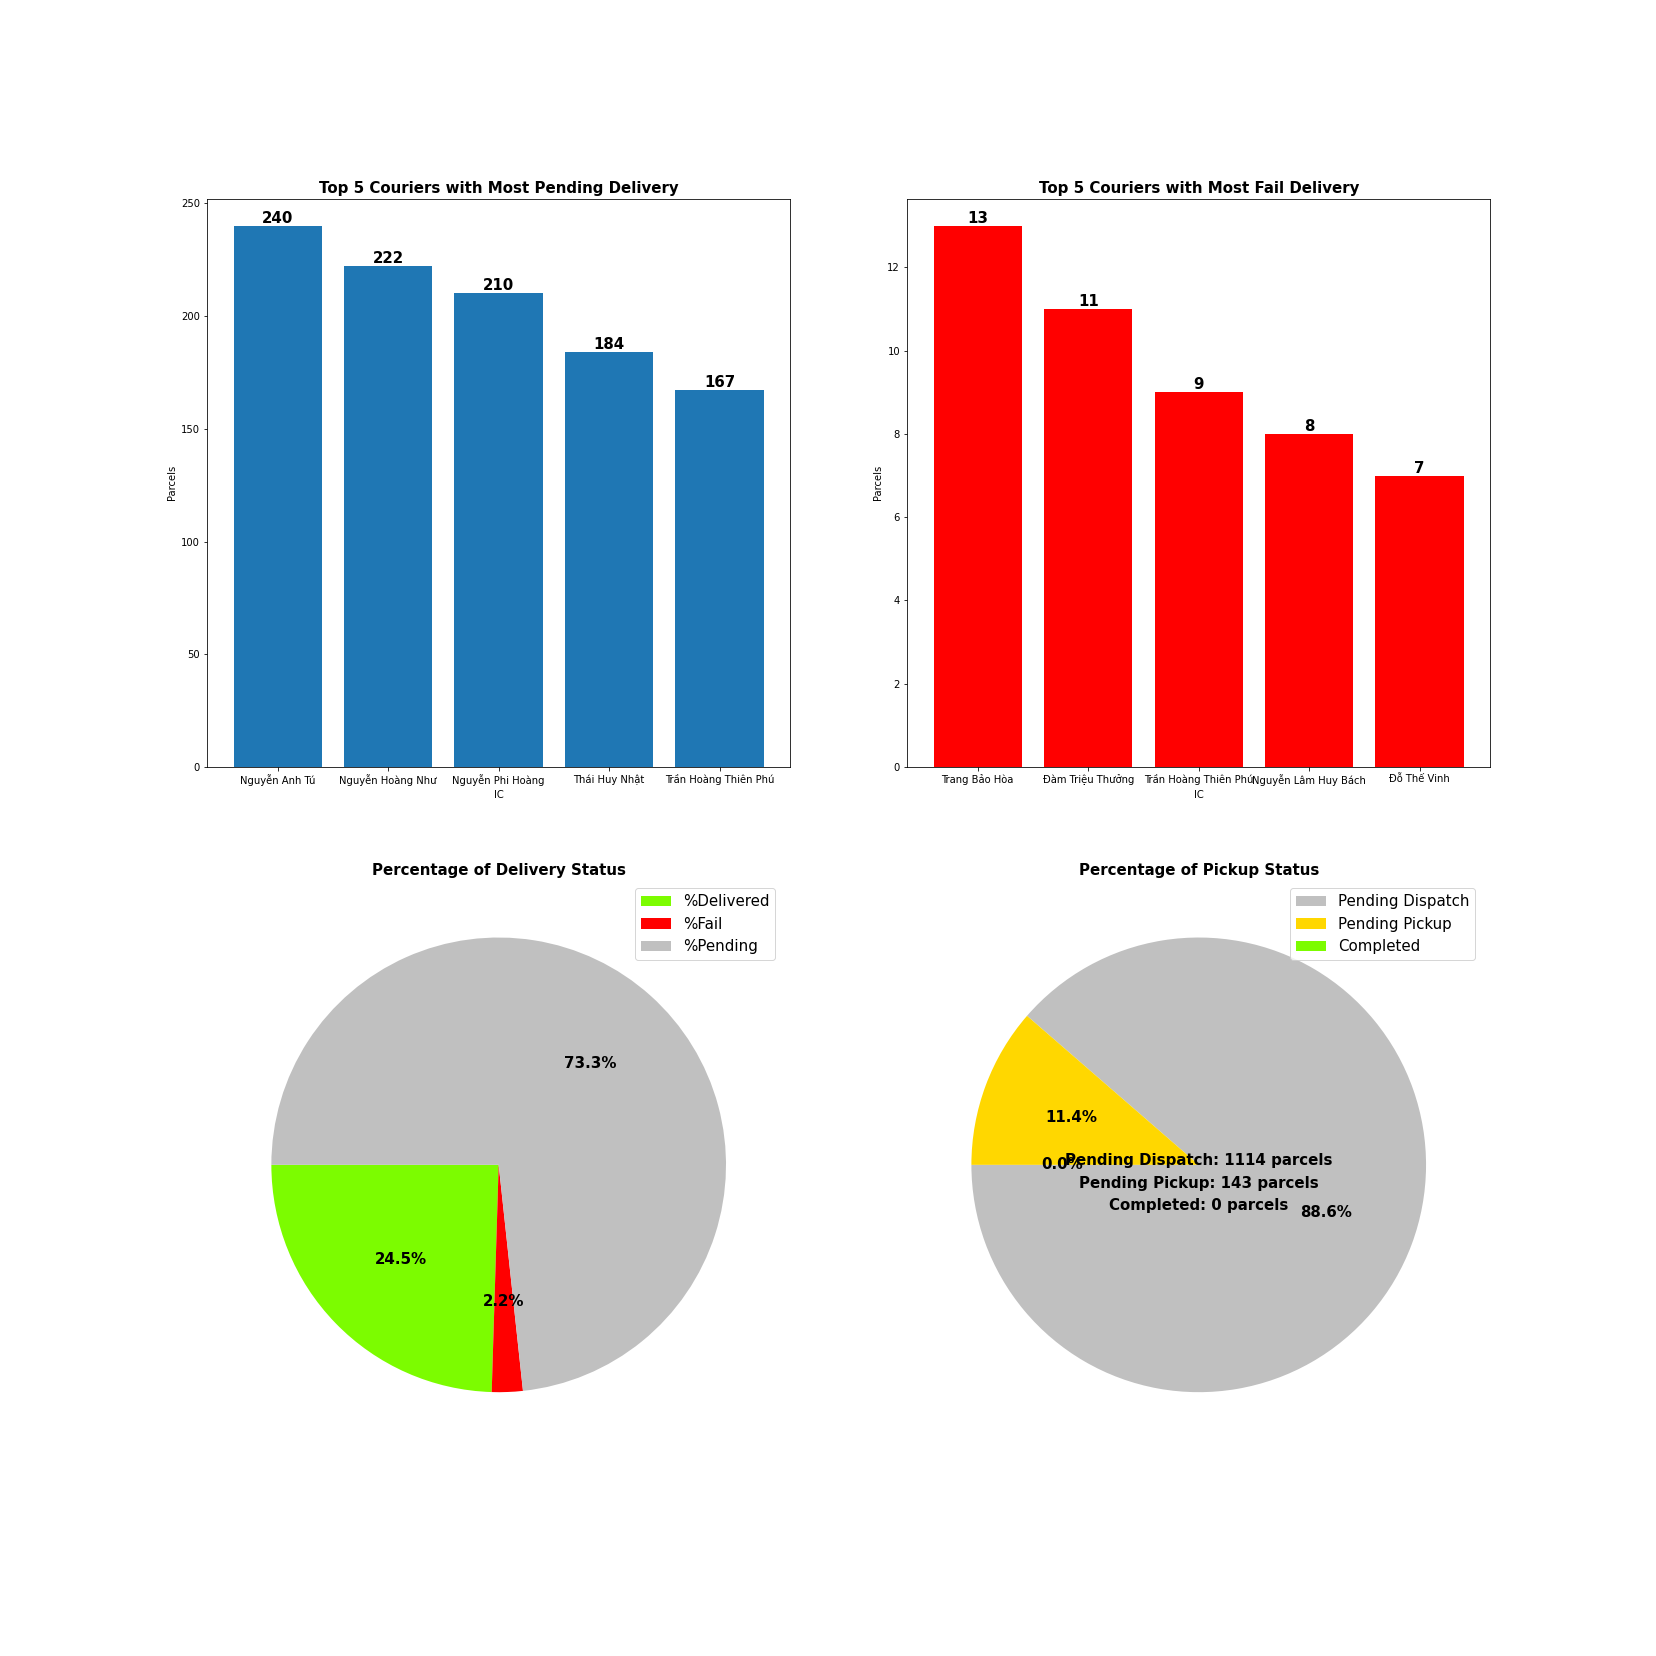 Top 5 Couriers with Most Pending Delivery
250
200
150
100
50
0
Parcels
240
222
210
184
167
Nguyễn Anh Tú
Nguyễn Hoàng Như
Nguyễn Phi Hoàng
Thái Huy Nhật
Trần Hoàng Thiên Phú
IC
Top 5 Couriers with Most Fail Delivery
12
10
8
6
4
2
0
Parcels
13
11
9
8
7
Trang Bảo Hòa
Đàm Triệu Thưởng
Trần Hoàng Thiên Phú
Nguyễn Lâm Huy Bách
Đỗ Thế Vinh
IC
Percentage of Delivery Status
%Delivered
%Fail
%Pending
73.3%
24.5%
2.2%
Percentage of Pickup Status
Pending Dispatch
Pending Pickup
Completed
11.4%
0.0%
Pending Dispatch: 1114 parcels
Pending Pickup: 143 parcels
Completed: 0 parcels
88.6%